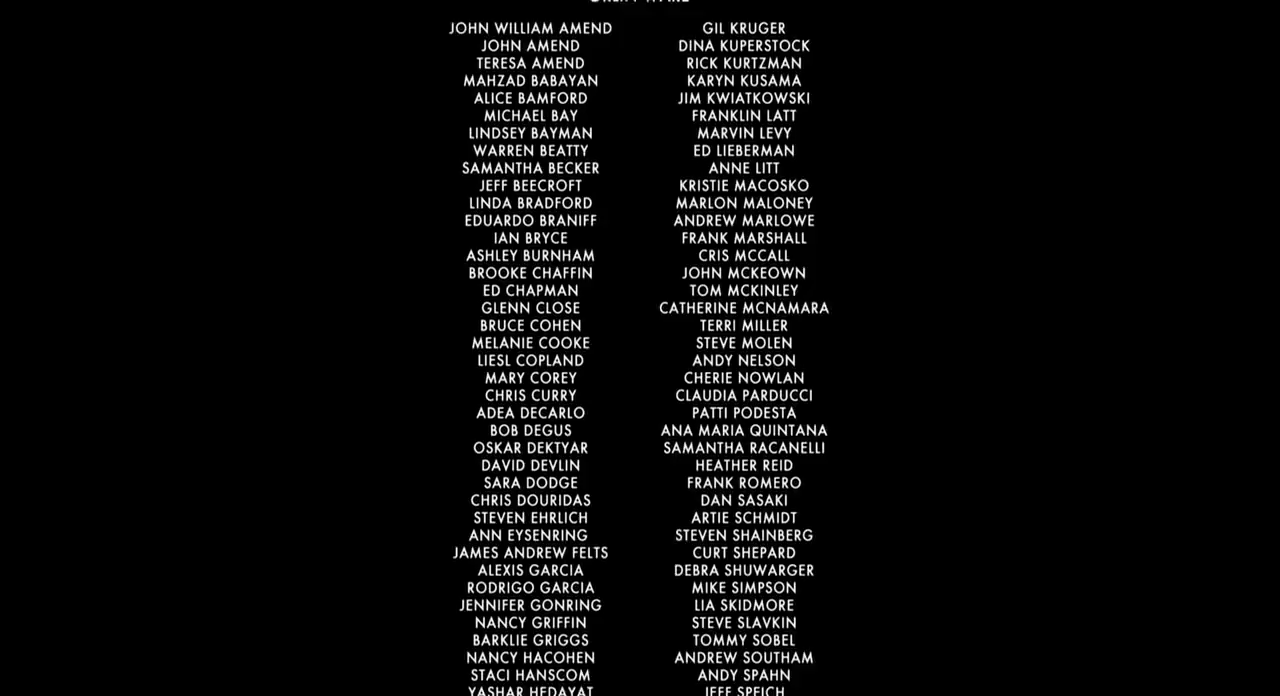 JOHN WILLIAM AMEND
JOHN AMEND
TERESA AMEND
MAHZAD BABAYAN
ALICE BAMFORD
MICHAEL BAY
LINDSEY BAYMAN
WARREN BEATTY
SAMANTHA BECKER
JEFF BEECROFT
LINDA BRADFORD
EDUARDO BRANIFF
IAN BRYCE
ASHLEY BURNHAM
BROOKE CHAFFIN
ED CHAPMAN
GLENN CLOSE
BRUCE COHEN
MELANIE COOKE
LIESL COPLAND
MARY COREY
CHRIS CURRY
ADEA DECARLO
BOB DEGUS
OSKAR DEKTYAR
DAVID DEVLIN
SARA DODGE
CHRIS DOURIDAS
STEVEN EHRLICH
ANN EYSENRING
JAMES ANDREW FELTS
ALEXIS GARCIA
RODRIGO GARCIA
JENNIFER GONRING
NANCY GRIFFIN
BARKLIE GRIGGS
NANCY HACOHEN
STACI HANSCOM
YASHAR HEDAYAT
GIL KRUGER
DINA KUPERSTOCK
RICK KURTZMAN
KARYN KUSAMA
JIM KWIATKOWSKI
FRANKLIN LATT
MARVIN LEVY
ED LIEBERMAN
ANNE LITT
KRISTIE MACOSKO
MARLON MALONEY
ANDREW MARLOWE
FRANK MARSHALL
CRIS MCCALL
JOHN MCKEOWN
TOM MCKINLEY
CATHERINE MCNAMARA
TERRI MILLER
STEVE MOLEN
ANDY NELSON
CHERIE NOWLAN
CLAUDIA PARDUCCI
PATTI PODESTA
ANA MARIA QUINTANA
SAMANTHA RACANELLI
HEATHER REID
FRANK ROMERO
DAN SASAKI
ARTIE SCHMIDT
STEVEN SHAINBERG
CURT SHEPARD
DEBRA SHUWARGER
MIKE SIMPSON
LIA SKIDMORE
STEVE SLAVKIN
TOMMY SOBEL
ANDREW SOUTHAM
ANDY SPAHN
JEFF SPEICH